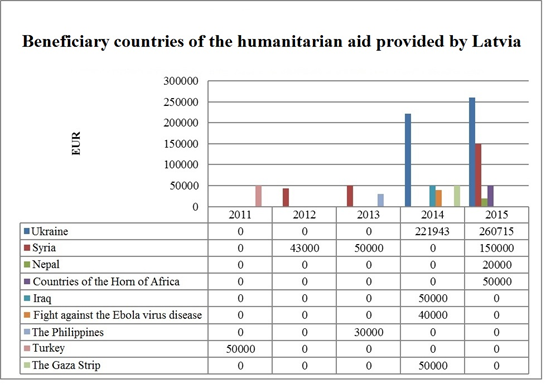 Beneficiary countries of the humanitarian aid provided by Latvia
EUR
300000
250000
200000
150000
100000
50000
0
2011 2012 2013 2014 2015
Ukraine 0 0 0 221943 260715
Syria 0 43000 50000 0 150000
Nepal 0 0 0 0 20000
Countries of the Horn of Africa 0 0 0 0 50000
Iraq 0 0 0 50000 0
Fight against the Ebola virus disease 0 0 0 40000 0
The Philippines 0 0 30000 0 0
Turkey 50000 0 0 0 0
The Gaza Strip 0 0 0 50000 0